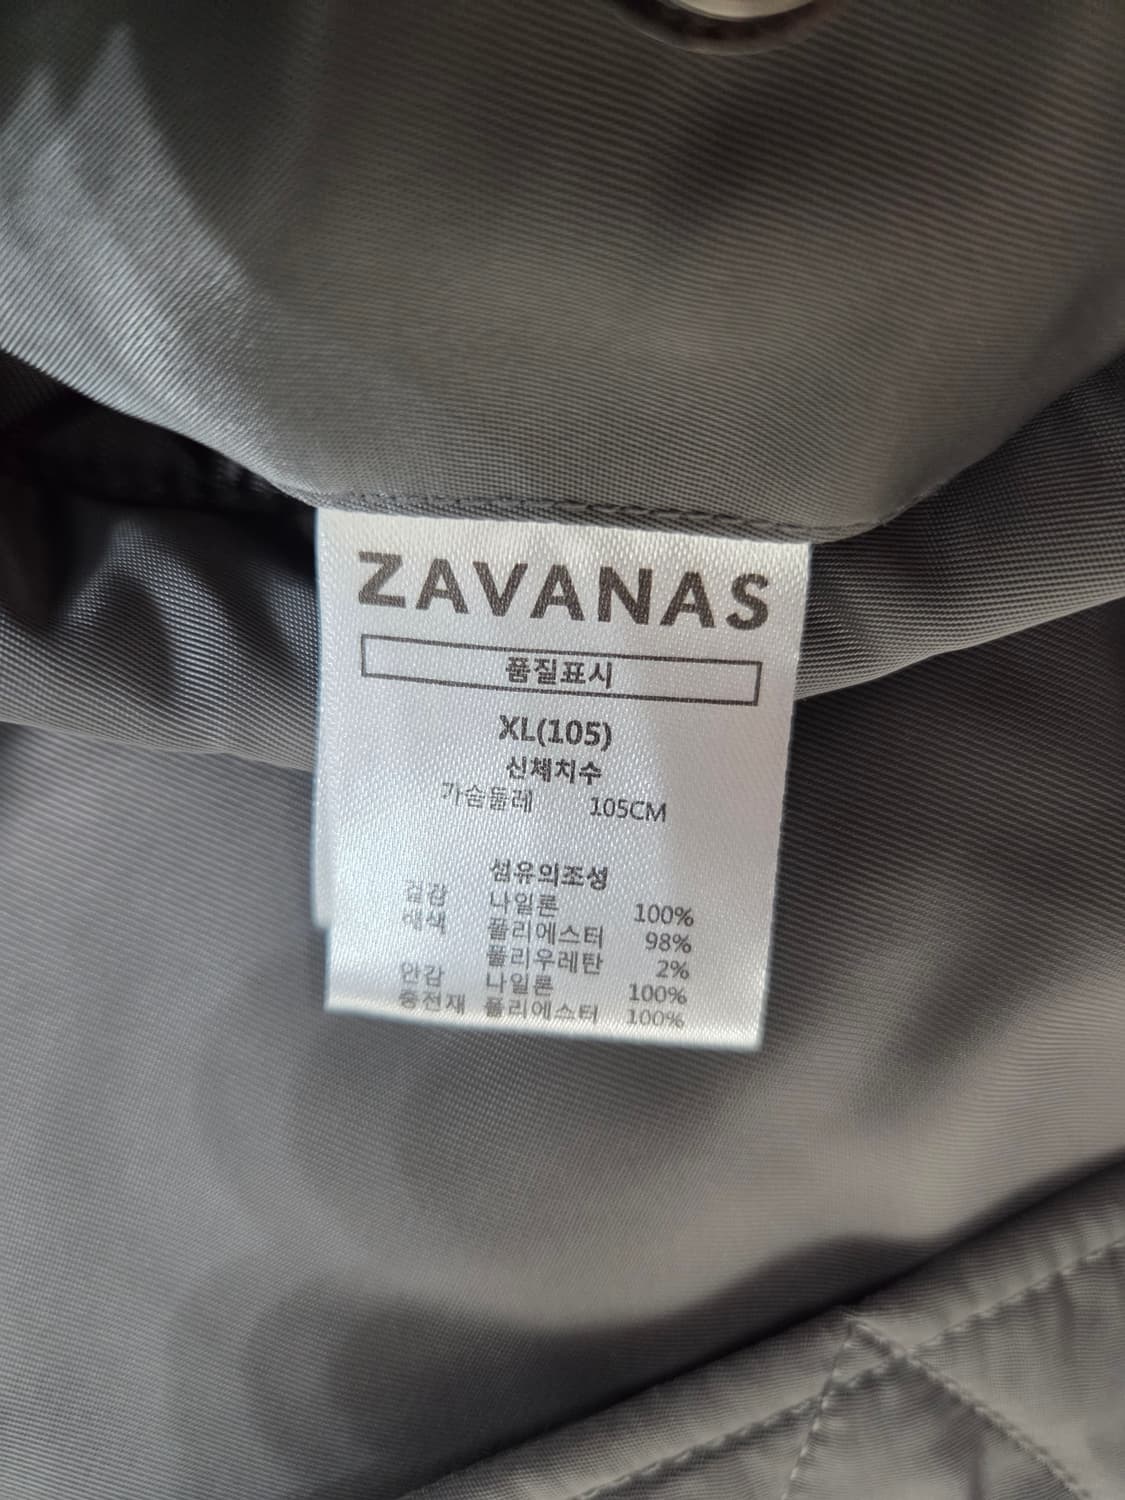 ZAVANAS
품질표시
XL(105)
신체치수
가슴둘레 105CM
섬유의조성
겉감 나일론 100%
배색 폴리에스터 98%
폴리우레탄 2%
안감 나일론 100%
충전재 폴리에스터 100%